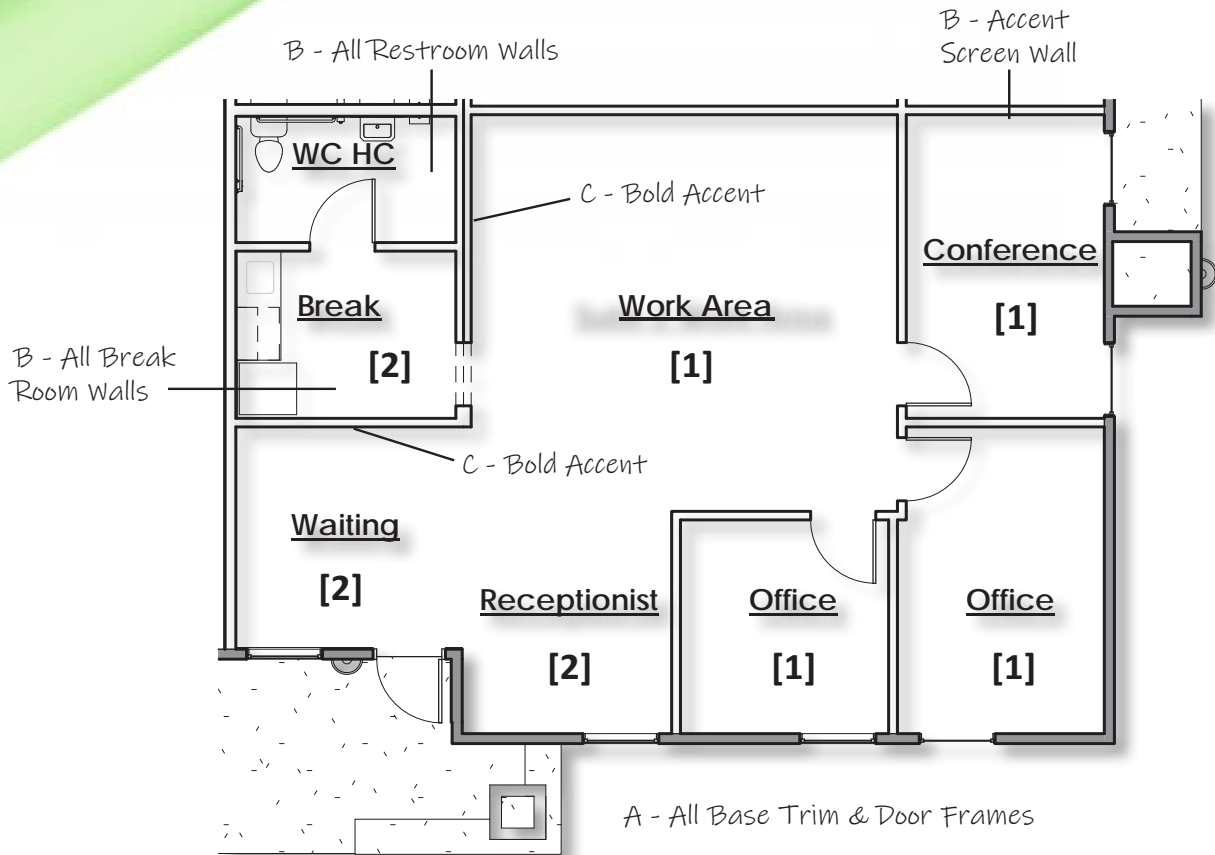 B - Accent
Screen Wall
B - All Restroom Walls
WC HC
C - Bold Accent
Conference
[1]
Break
[2]
Work Area
[1]
B - All Break
Room Walls
C - Bold Accent
Waiting
[2]
Receptionist
[2]
Office
[1]
Office
[1]
A - All Base Trim & Door Frames